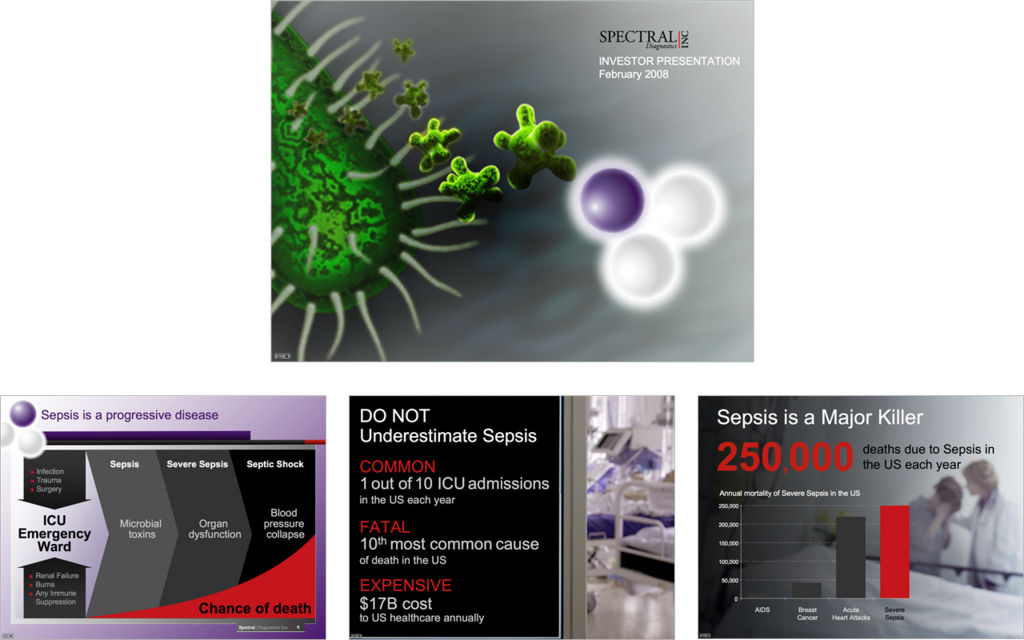 SPECTRAL INC
Diagnostics
INVESTOR PRESENTATION
February 2008
Sepsis is a progressive disease
Infection
Trauma
Surgery
ICU
Emergency
Ward
Renal Failure
Burns
Any Immune
Suppression
Sepsis
Severe Sepsis
Septic Shock
Microbial
toxins
Organ
dysfunction
Blood
pressure
collapse
Chance of death
Spectral Diagnostics Inc.
DO NOT
Underestimate Sepsis
COMMON
1 out of 10 ICU admissions
in the US each year
FATAL
10th most common cause
of death in the US
EXPENSIVE
$17B cost
to US healthcare annually
Sepsis is a Major Killer
250,000 deaths due to Sepsis in
the US each year
Annual mortality of Severe Sepsis in the US
250,000
200,000
150,000
100,000
50,000
0
AIDS
Breast
Cancer
Acute
Heart Attacks
Severe
Sepsis